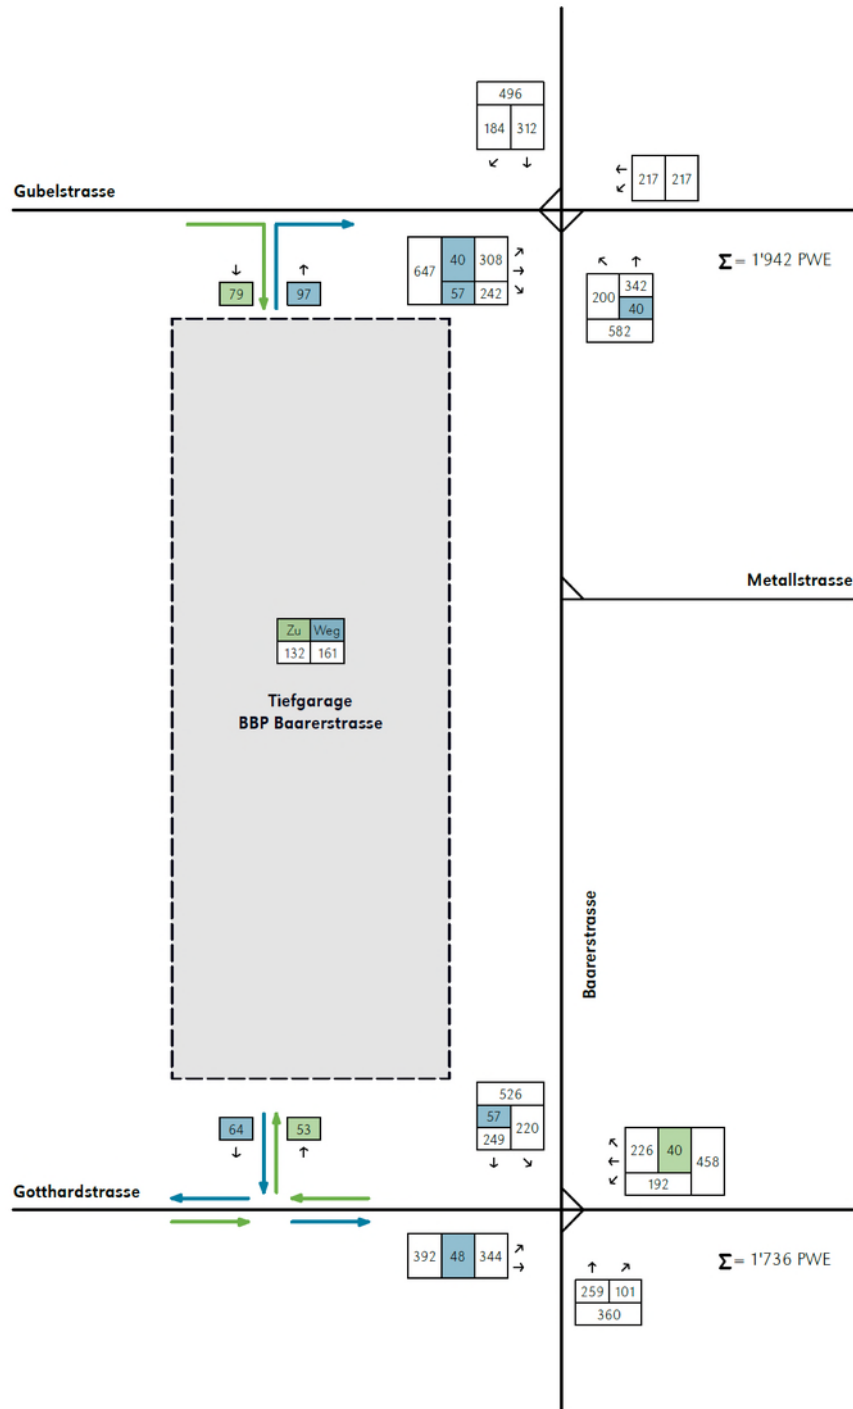 496
184 312
↙ ↓
Gubelstrasse
←
↙
217 217
647 40 308
57 242
↗
→
↘
↖ ↑
200 342
40
582
Σ = 1'942 PWE
↓ ↑
79 97
Metallstrasse
Zu Weg
132 161
Tiefgarage
BBP Baarerstrasse
Baarerstrasse
526
57 220
249
↓ ↘
64 53
↓ ↑
↖
←
↙
226 40 458
192
Gotthardstrasse
392 48 344
↗
→
Σ = 1'736 PWE
↑ ↗
259 101
360